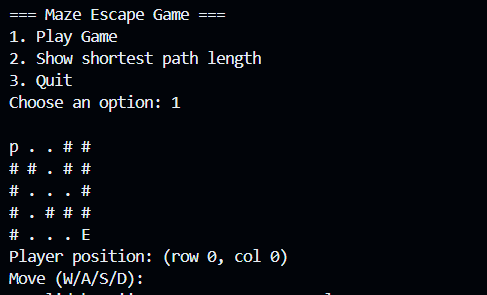 === Maze Escape Game ===
1. Play Game
2. Show shortest path length
3. Quit
Choose an option: 1

p . . # #
# # . # #
# . . . #
# . # # #
# . . . E
Player position: (row 0, col 0)
Move (W/A/S/D):